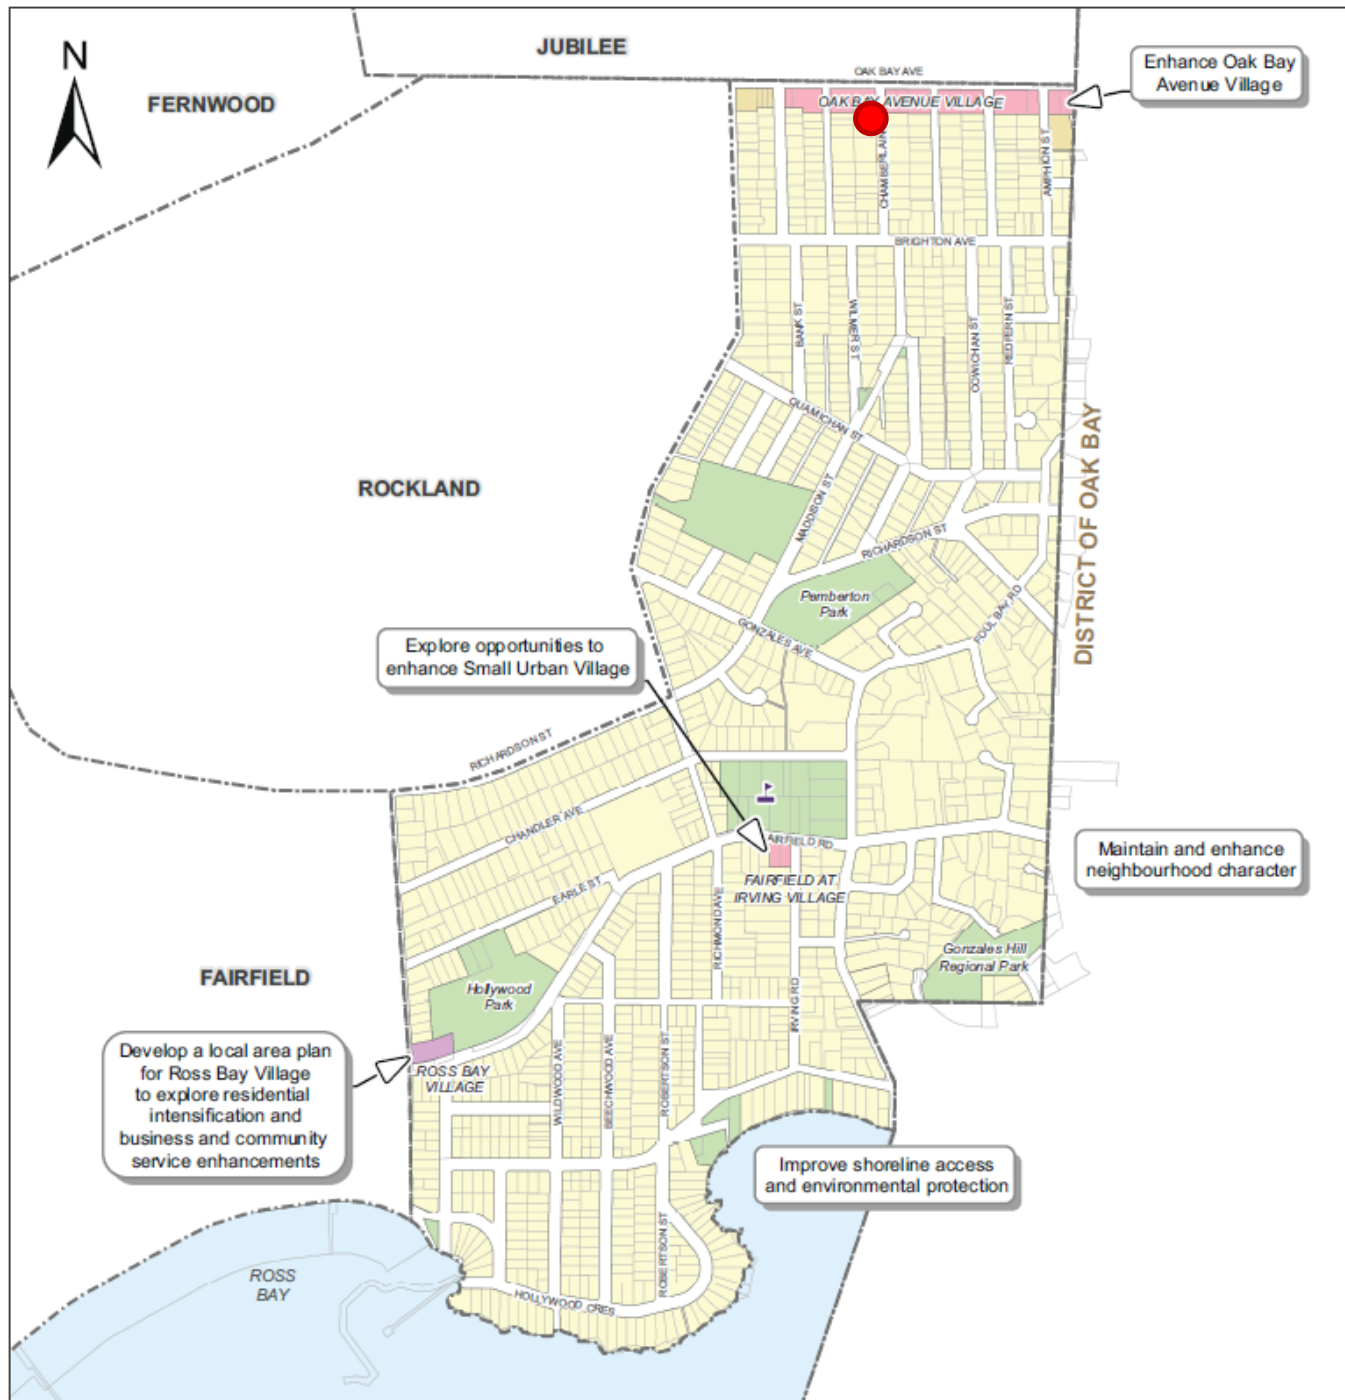 N
JUBILEE
FERNWOOD
OAK BAY AVE
Enhance Oak Bay
Avenue Village
OAK BAY AVENUE VILLAGE
CHAMBERLAIN
AMPHION ST
BRIGHTON AVE
BANK ST
WILMER ST
COWICHAN ST
REDFERN ST
QUAMICHAN ST
DISTRICT OF OAK BAY
ROCKLAND
MADDISON ST
RICHARDSON ST
Pemberton
Park
FOUL BAY RD
GONZALES AVE
Explore opportunities to
enhance Small Urban Village
RICHARDSON ST
CHANDLER AVE
AIRFIELD RD
Maintain and enhance
neighbourhood character
FAIRFIELD AT
IRVING VILLAGE
EARLE ST
RICHMOND AVE
Gonzales Hill
Regional Park
FAIRFIELD
Hollywood
Park
IRVING RD
Develop a local area plan
for Ross Bay Village
to explore residential
intensification and
business and community
service enhancements
ROSS BAY
VILLAGE
WILDWOOD AVE
BEECHWOOD AVE
ROBERTSON ST
Improve shoreline access
and environmental protection
ROBERTSON ST
ROSS
BAY
HOLLYWOOD CRES